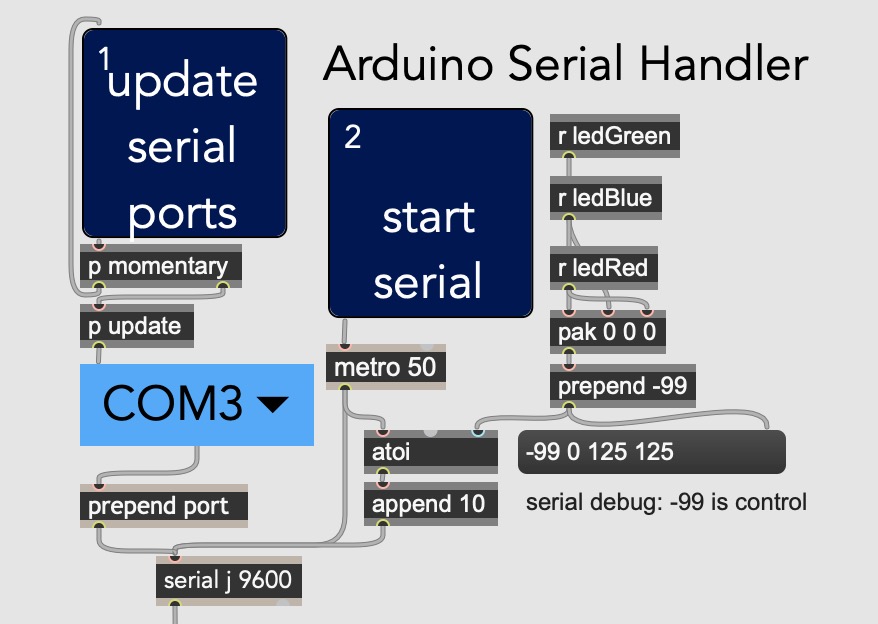 1
update
serial
ports
Arduino Serial Handler
2
start
serial
r ledGreen
r ledBlue
r ledRed
p momentary
p update
pak 0 0 0
metro 50
prepend -99
COM3
atoi
-99 0 125 125
prepend port
append 10
serial debug: -99 is control
serial j 9600